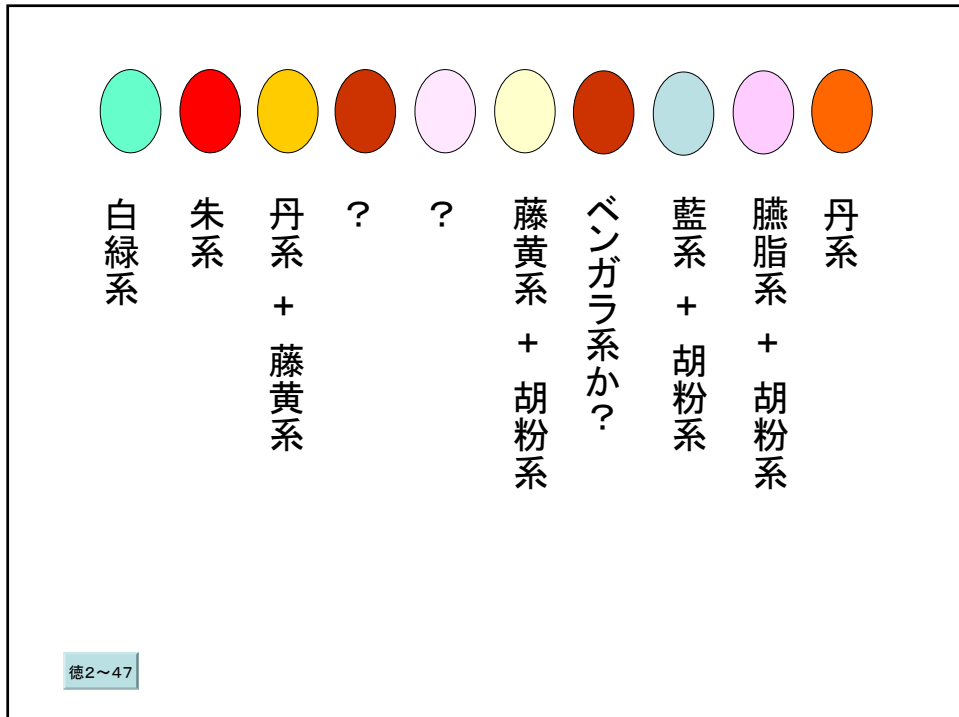 丹系
臙脂系 + 胡粉系
藍系 + 胡粉系
ベンガラ系か?
藤黄系 + 胡粉系
?
?
丹系 + 藤黄系
朱系
白緑系
徳2~47